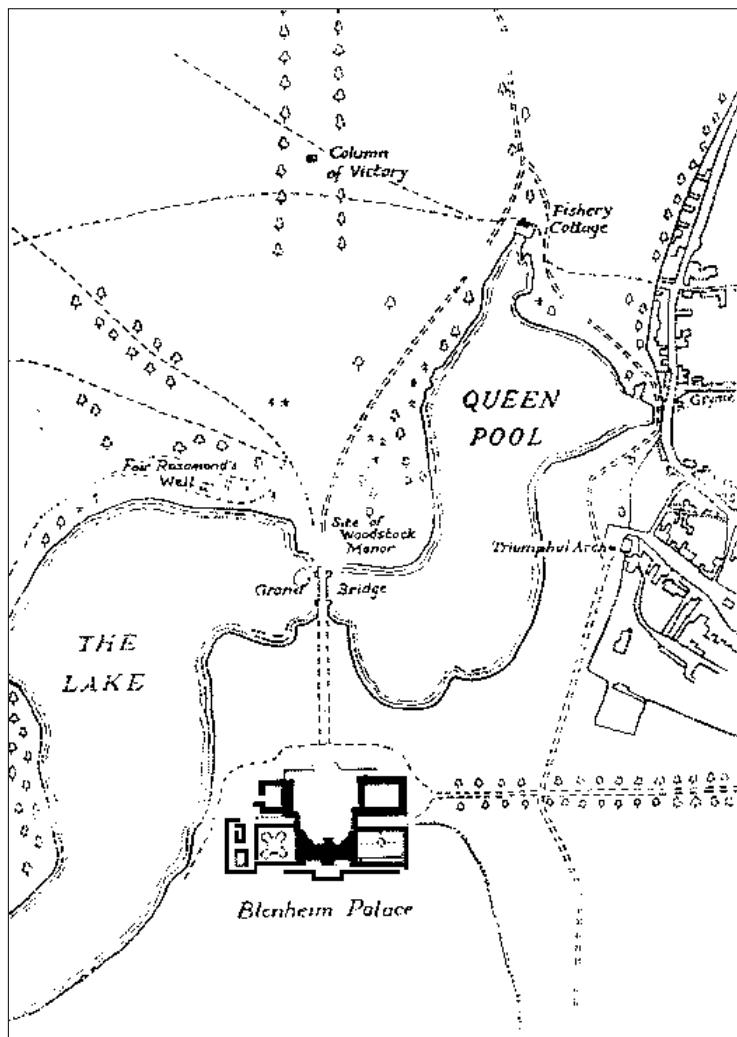 Column
of Victory
Fishery
Cottage
QUEEN
POOL
Fair Rosamond's
Well
Site of
Woodstock
Manor
Triumphal Arch
Grand Bridge
THE
LAKE
Blenheim Palace